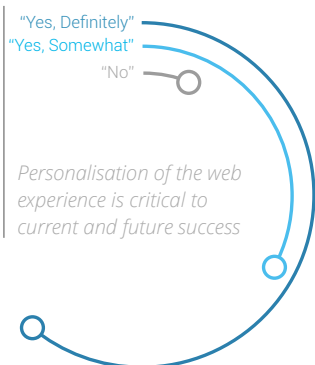 “Yes, Definitely”
“Yes, Somewhat"
“No”
Personalisation of the web
experience is critical to
current and future success